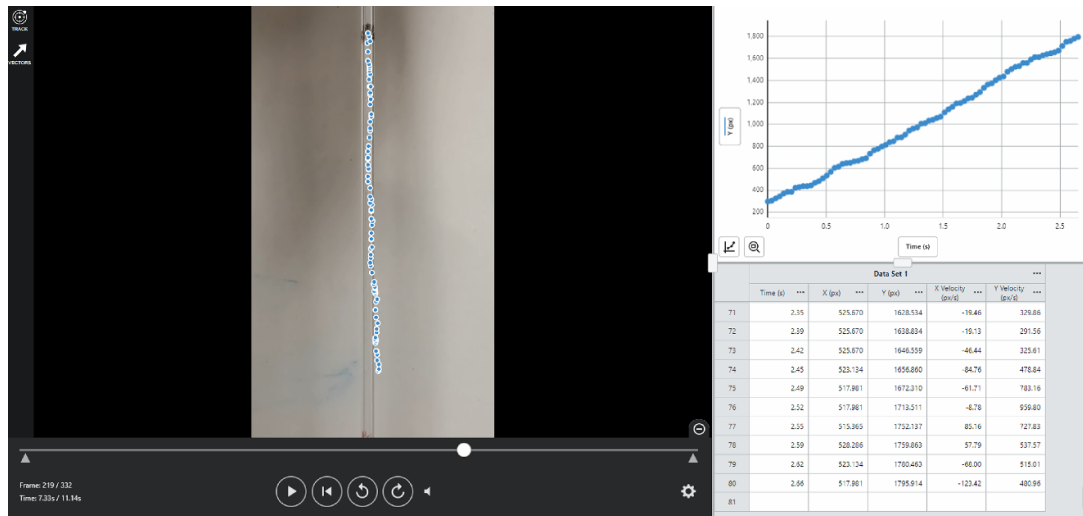 TRACK
VECTORS
Frame: 219 / 332
Time: 7.33s / 11.14s
Y (px)
1,800
1,600
1,400
1,200
1,000
800
600
400
200
0 0.5 1.0 1.5 2.0 2.5
Time (s)
Data Set 1 ...
Time (s) ... X (px) ... Y (px) ... X Velocity (px/s) ... Y Velocity (px/s) ...
71 2.35 525.670 1628.534 -19.46 329.86
72 2.39 525.670 1638.834 -19.13 291.56
73 2.42 525.670 1646.559 -46.44 325.61
74 2.45 523.134 1656.860 -84.76 478.84
75 2.49 517.981 1672.310 -61.71 783.16
76 2.52 517.981 1713.511 -8.78 959.80
77 2.55 515.365 1752.137 85.16 727.83
78 2.59 528.286 1759.863 57.79 537.57
79 2.62 523.134 1780.463 -68.00 515.01
80 2.66 517.981 1795.914 -123.42 480.96
81